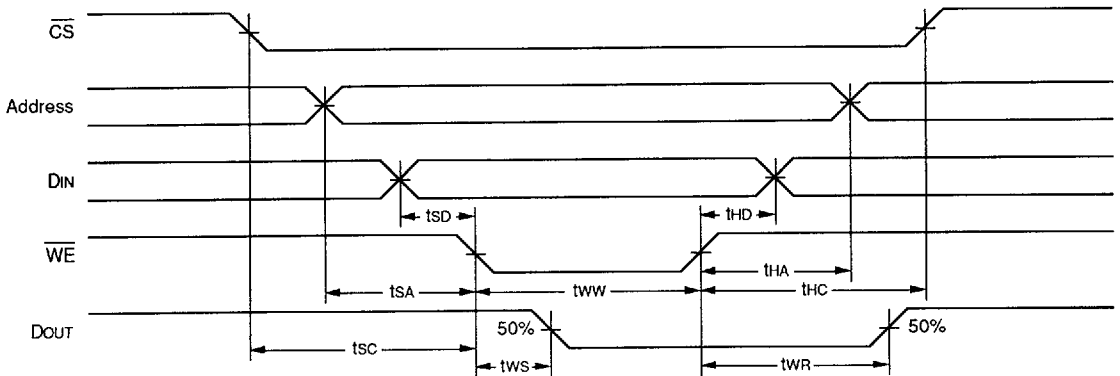 CS
Address
DIN
tSD
tHD
WE
tHA
tSA
tWW
tHC
DOUT
50%
50%
tSC
tWS
tWR